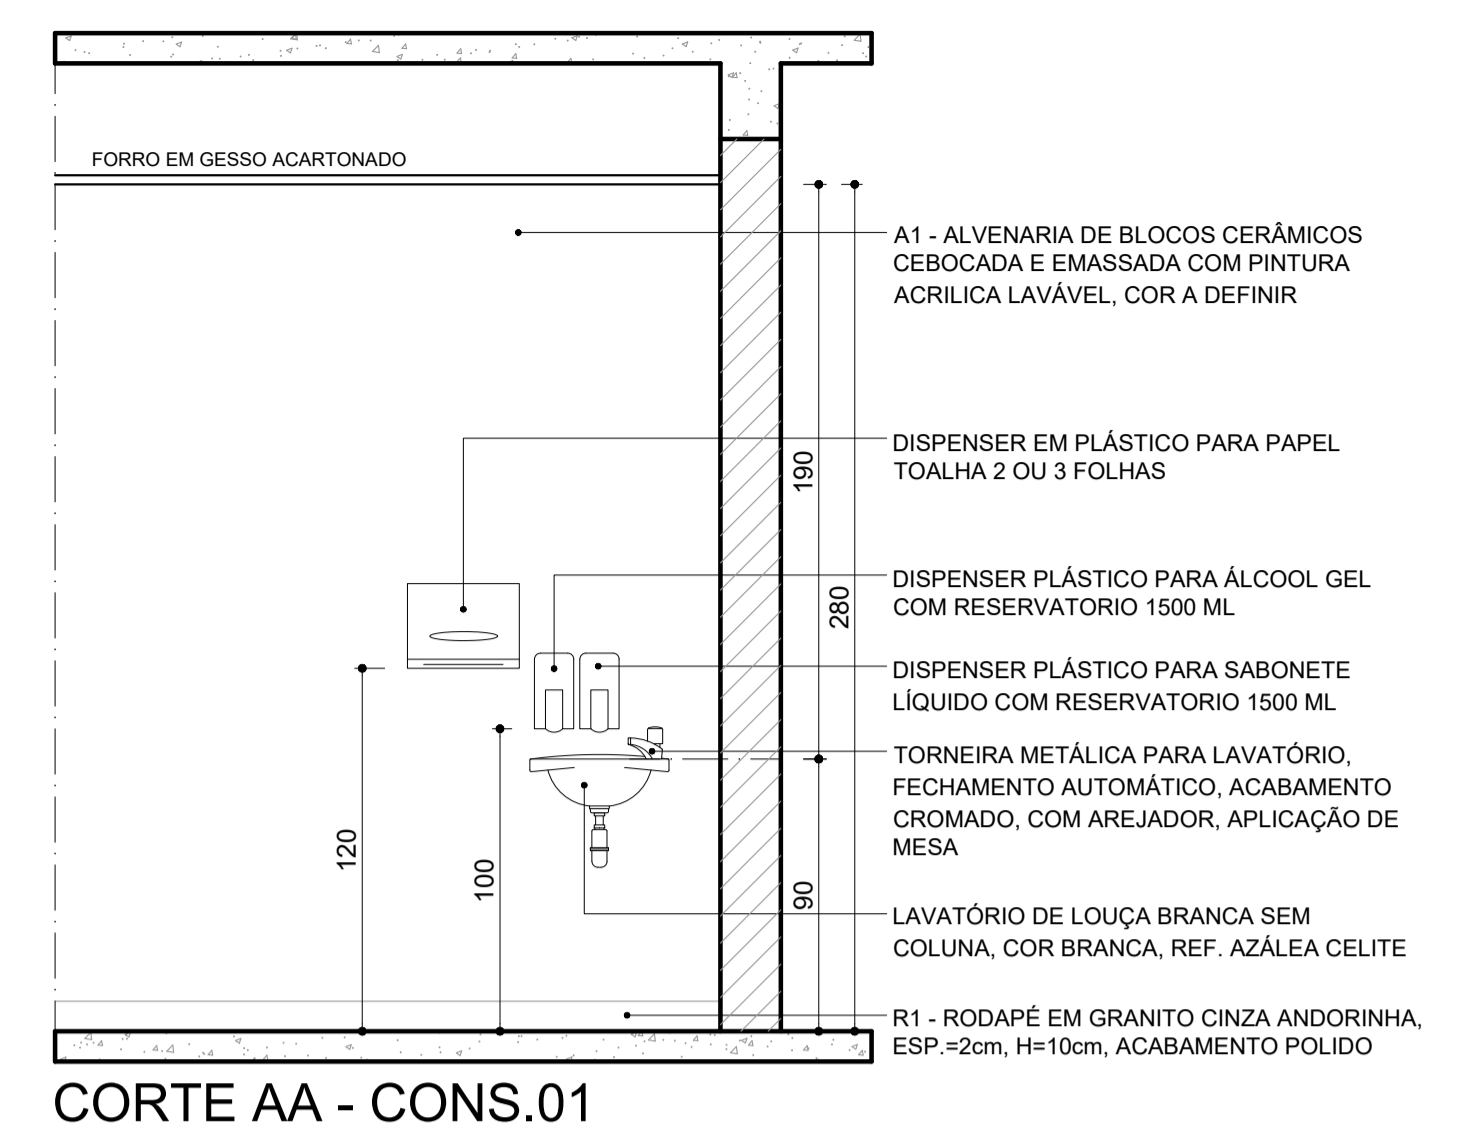 FORRO EM GESSO ACARTONADO
A1 - ALVENARIA DE BLOCOS CERÂMICOS
CEBOCADA E EMASSADA COM PINTURA
ACRILICA LAVÁVEL, COR A DEFINIR
DISPENSER EM PLÁSTICO PARA PAPEL
TOALHA 2 OU 3 FOLHAS
190
DISPENSER PLÁSTICO PARA ÁLCOOL GEL
COM RESERVATORIO 1500 ML
280
DISPENSER PLÁSTICO PARA SABONETE
LÍQUIDO COM RESERVATORIO 1500 ML
TORNEIRA METÁLICA PARA LAVATÓRIO,
FECHAMENTO AUTOMÁTICO, ACABAMENTO
CROMADO, COM AREJADOR, APLICAÇÃO DE
MESA
120
100
90
LAVATÓRIO DE LOUÇA BRANCA SEM
COLUNA, COR BRANCA, REF. AZÁLEA CELITE
R1 - RODAPÉ EM GRANITO CINZA ANDORINHA,
ESP.=2cm, H=10cm, ACABAMENTO POLIDO
CORTE AA - CONS.01